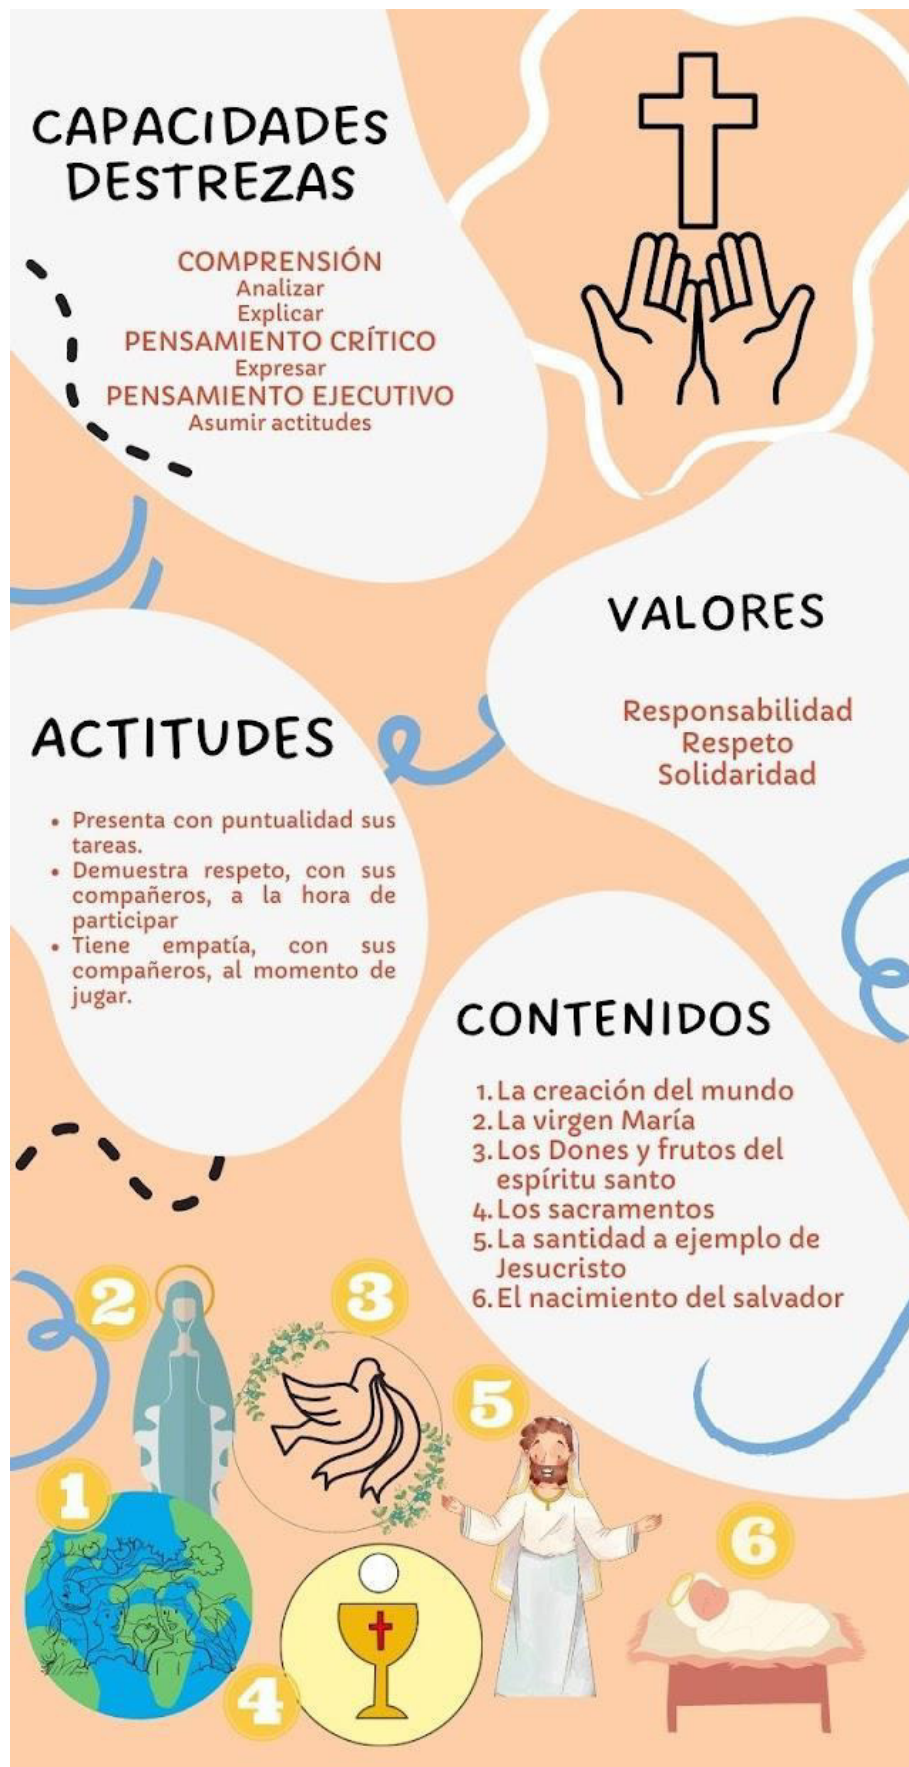 CAPACIDADES
DESTREZAS
COMPRENSIÓN
Analizar
Explicar
PENSAMIENTO CRÍTICO
Expresar
PENSAMIENTO EJECUTIVO
Asumir actitudes
VALORES
Responsabilidad
Respeto
Solidaridad
ACTITUDES
• Presenta con puntualidad sus
tareas.
• Demuestra respeto, con sus
compañeros, a la hora de
participar
• Tiene empatía, con sus
compañeros, al momento de
jugar.
CONTENIDOS
1. La creación del mundo
2. La virgen María
3. Los Dones y frutos del
espíritu santo
4. Los sacramentos
5. La santidad a ejemplo de
Jesucristo
6. El nacimiento del salvador
2
3
5
1
6
4